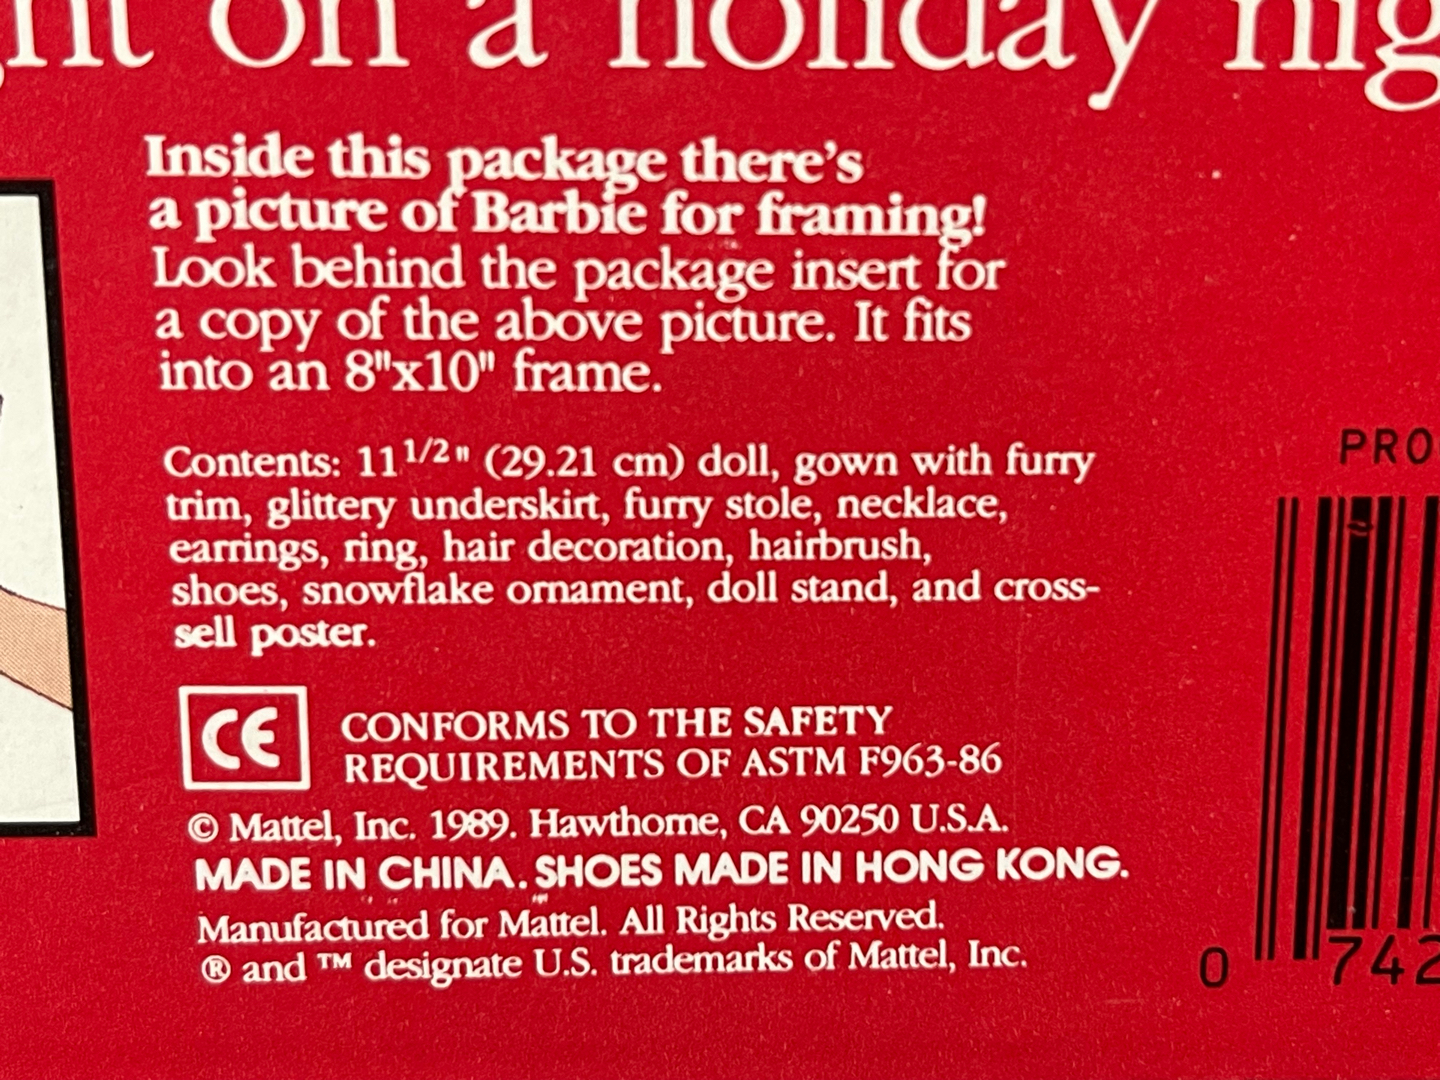 on a holiday
Inside this package there's
a picture of Barbie for framing!
Look behind the package insert for
a copy of the above picture. It fits
into an 8"x10" frame.
Contents: 11 1/2" (29.21 cm) doll, gown with furry
trim, glittery underskirt, furry stole, necklace,
earrings, ring, hair decoration, hairbrush,
shoes, snowflake ornament, doll stand, and cross-
sell poster.
CE
CONFORMS TO THE SAFETY
REQUIREMENTS OF ASTM F963-86
© Mattel, Inc. 1989. Hawthorne, CA 90250 U.S.A.
MADE IN CHINA. SHOES MADE IN HONG KONG.
Manufactured for Mattel. All Rights Reserved.
® and ™ designate U.S. trademarks of Mattel, Inc.
PRO
0 742